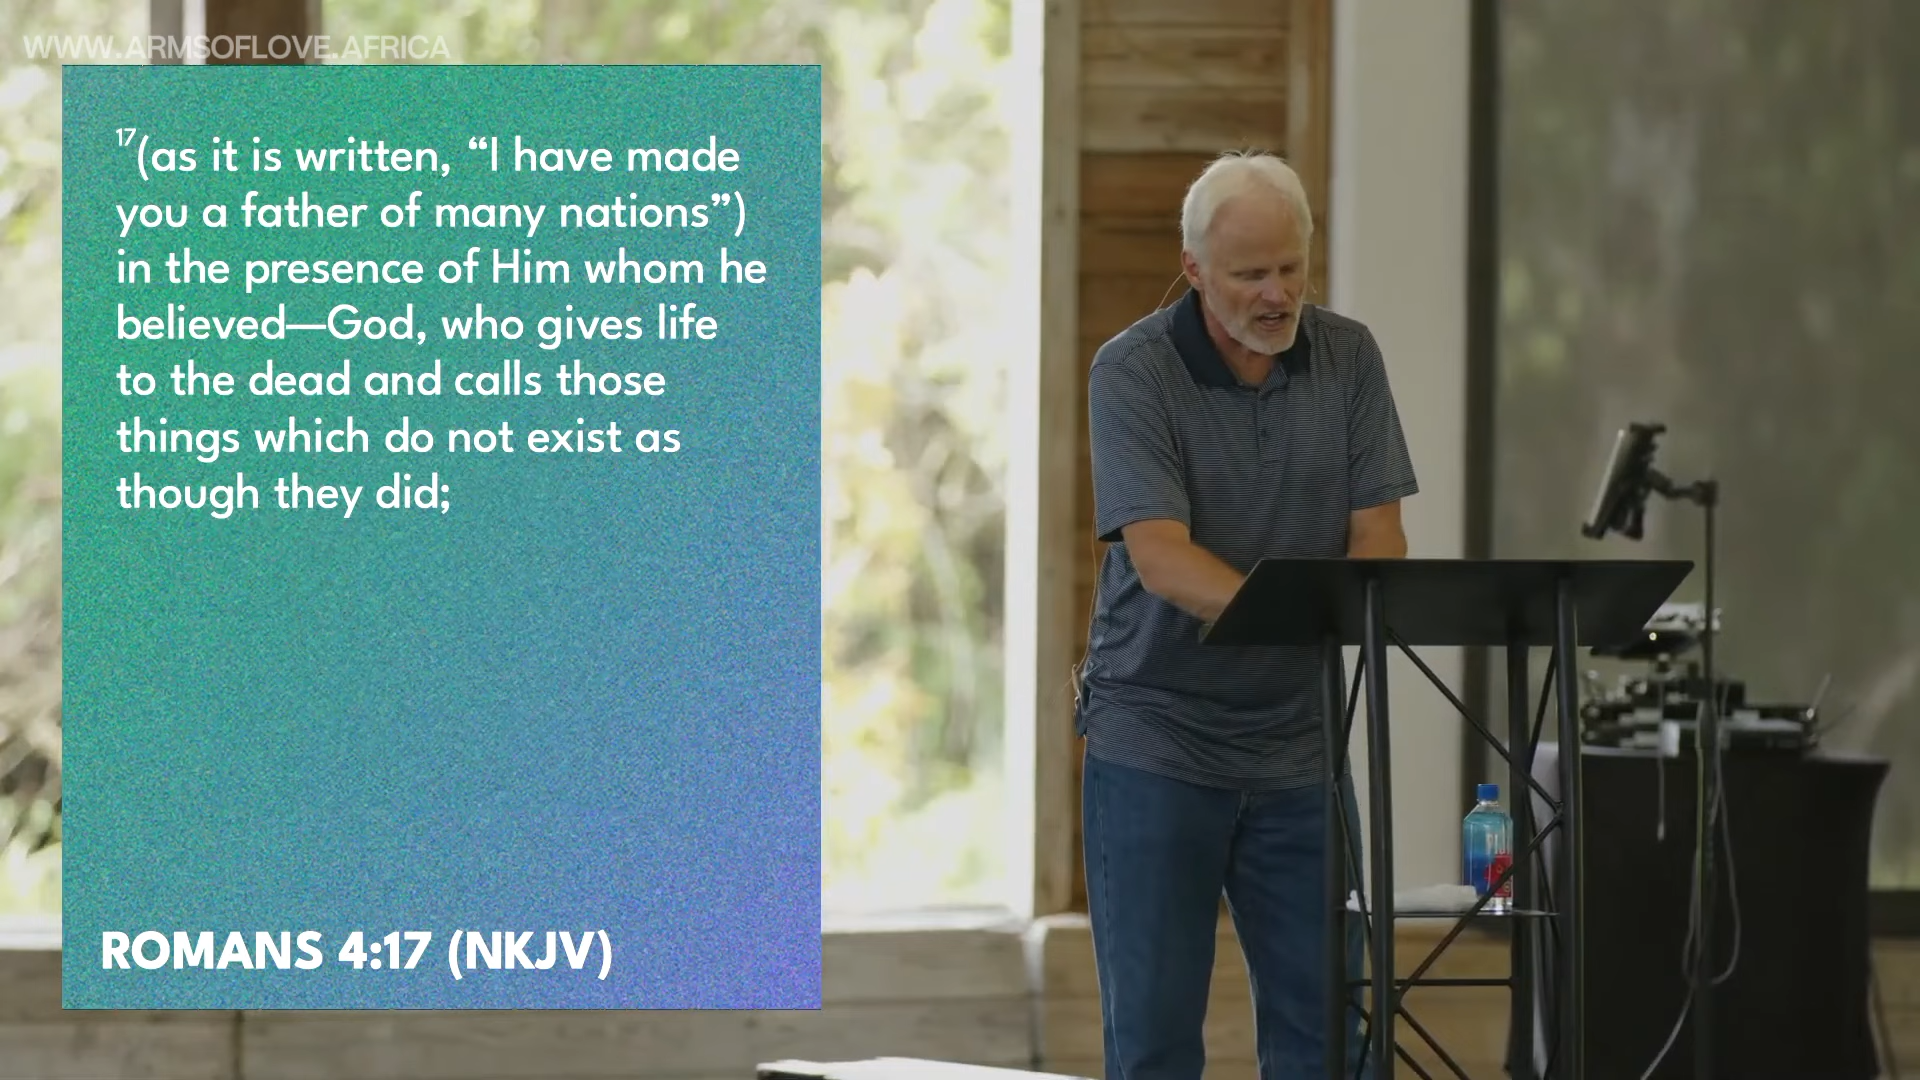 WWW.ARMSOFLOVE.AFRICA
17(as it is written, “I have made
you a father of many nations”)
in the presence of Him whom he
believed—God, who gives life
to the dead and calls those
things which do not exist as
though they did;
ROMANS 4:17 (NKJV)